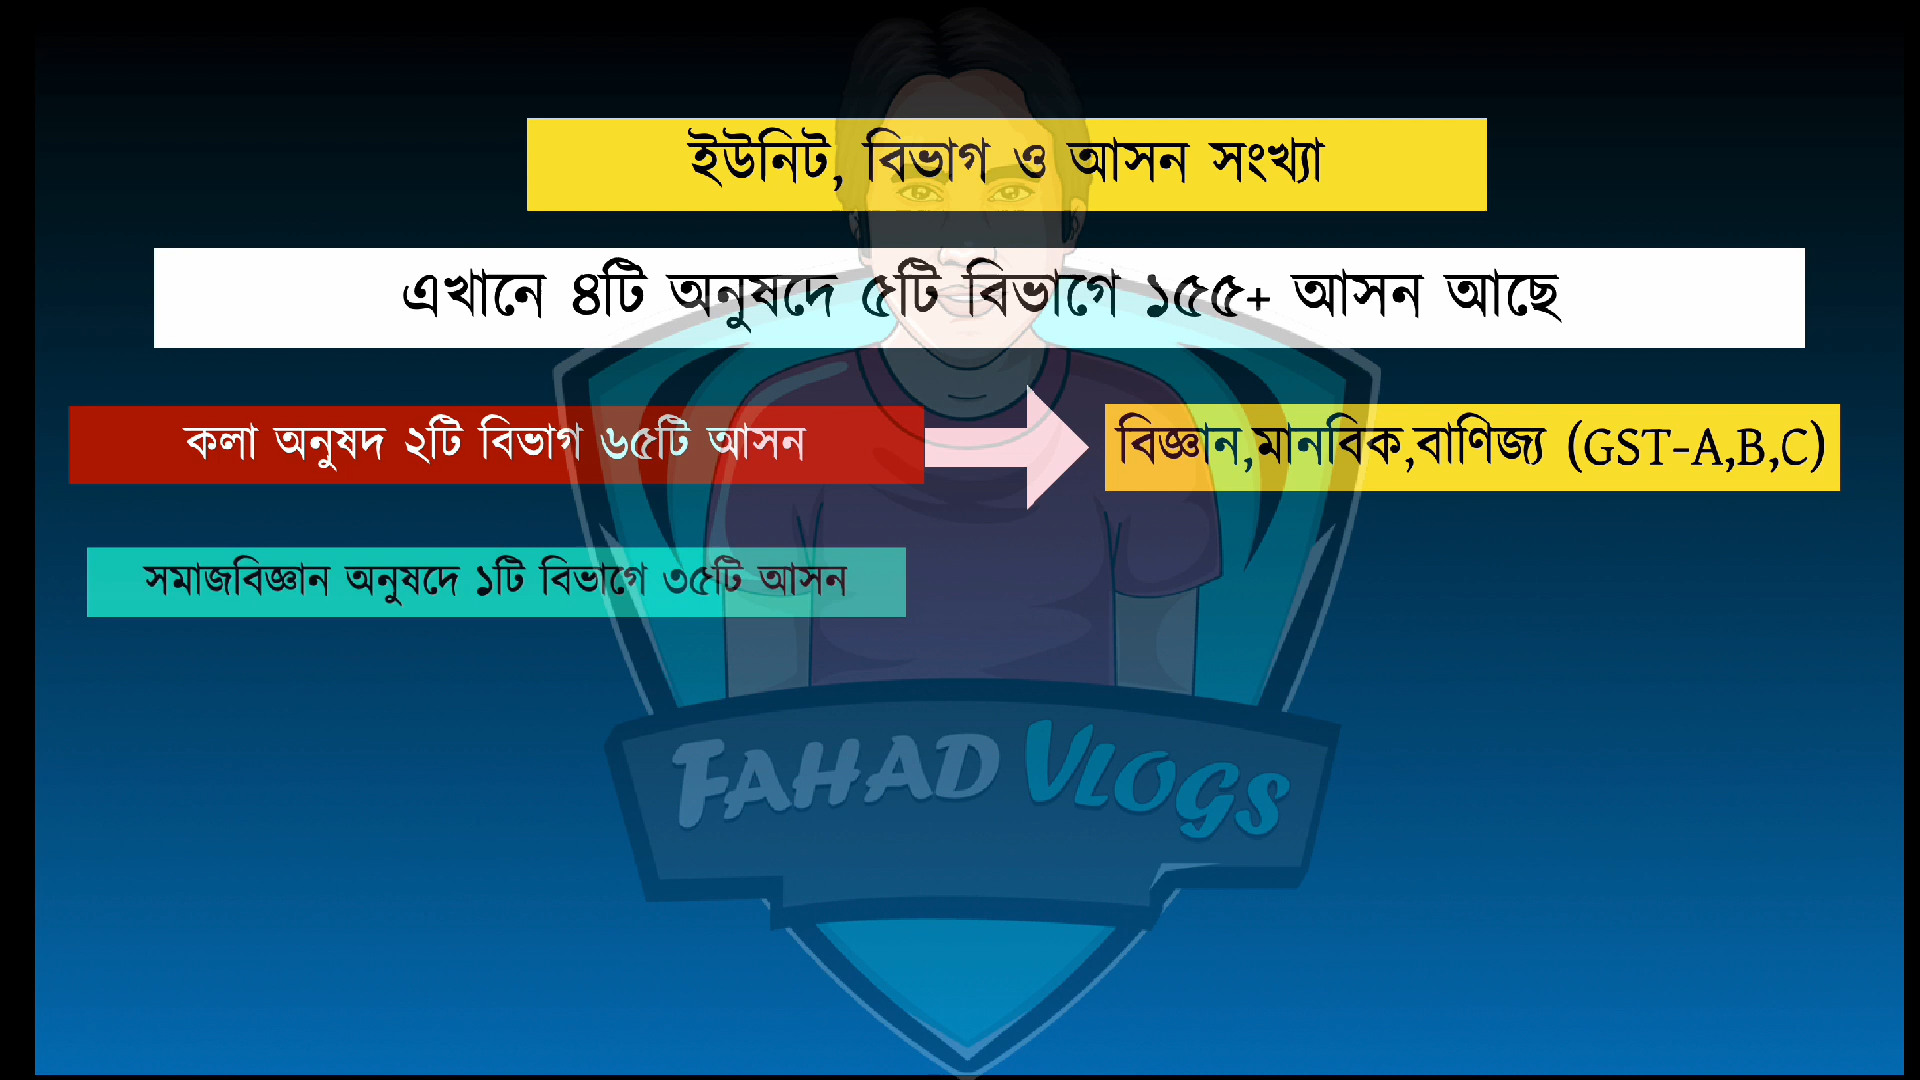 ইউনিট, বিভাগ ও আসন সংখ্যা
এখানে ৪টি অনুষদে ৫টি বিভাগে ১৫৫+ আসন আছে
কলা অনুষদ ২টি বিভাগ ৬৫টি আসন
বিজ্ঞান,মানবিক,বাণিজ্য (GST-A,B,C)
সমাজবিজ্ঞান অনুষদে ১টি বিভাগে ৩৫টি আসন
FAHAD VLOGS